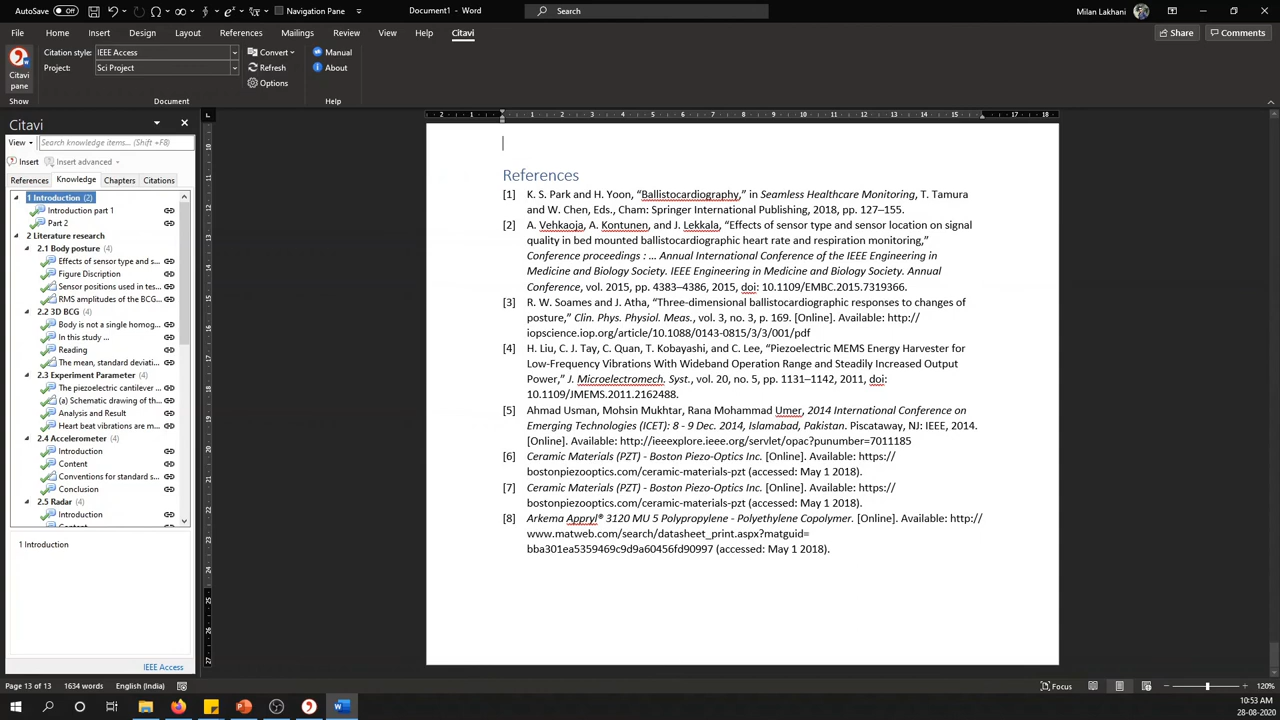 AutoSave Off
Navigation Pane
Document1 - Word
Search
Milan Lakhani
File Home Insert Design Layout References Mailings Review View Help Citavi
Share Comments
Citavi pane
Citation style: IEEE Access
Project: Sci Project
Convert
Refresh
Options
Manual
About
Show Document Help
Citavi
View Search knowledge items... (Shift +F8)
Insert Insert advanced
References Knowledge Chapters Citations
1 Introduction (2)
Introduction part 1
Part 2
2 Literature research
2.1 Body posture (4)
Effects of sensor type and s...
Figure Discription
Sensor positions used in tes...
RMS amplitudes of the BCG...
2.2 3D BCG (4)
Body is not a single homog...
In this study ...
Reading
The mean, standard deviati...
2.3 Experiment Parameter (4)
The piezoelectric cantilever ...
(a) Schematic drawing of th...
Analysis and Result
Heart beat vibrations are m...
2.4 Accelerometer (4)
Introduction
Content
Conventions for standard s...
Conclusion
2.5 Radar (4)
Introduction
Content
1 Introduction
IEEE Access
2 1 1 2 3 4 5 6 7 8 9 10 11 12 13 14 15 17 18
References
[1] K. S. Park and H. Yoon, “Ballistocardiography,” in Seamless Healthcare Monitoring, T. Tamura
and W. Chen, Eds., Cham: Springer International Publishing, 2018, pp. 127–155.
[2] A. Vehkaoja, A. Kontunen, and J. Lekkala, “Effects of sensor type and sensor location on signal
quality in bed mounted ballistocardiographic heart rate and respiration monitoring,”
Conference proceedings : ... Annual International Conference of the IEEE Engineering in
Medicine and Biology Society. IEEE Engineering in Medicine and Biology Society. Annual
Conference, vol. 2015, pp. 4383–4386, 2015, doi: 10.1109/EMBC.2015.7319366.
[3] R. W. Soames and J. Atha, “Three-dimensional ballistocardiographic responses to changes of
posture,” Clin. Phys. Physiol. Meas., vol. 3, no. 3, p. 169. [Online]. Available: http://
iopscience.iop.org/article/10.1088/0143-0815/3/3/001/pdf
[4] H. Liu, C. J. Tay, C. Quan, T. Kobayashi, and C. Lee, “Piezoelectric MEMS Energy Harvester for
Low-Frequency Vibrations With Wideband Operation Range and Steadily Increased Output
Power,” J. Microelectromech. Syst., vol. 20, no. 5, pp. 1131–1142, 2011, doi:
10.1109/JMEMS.2011.2162488.
[5] Ahmad Usman, Mohsin Mukhtar, Rana Mohammad Umer, 2014 International Conference on
Emerging Technologies (ICET): 8 - 9 Dec. 2014, Islamabad, Pakistan. Piscataway, NJ: IEEE, 2014.
[Online]. Available: http://ieeexplore.ieee.org/servlet/opac?punumber=7011185
[6] Ceramic Materials (PZT) - Boston Piezo-Optics Inc. [Online]. Available: https://
bostonpiezooptics.com/ceramic-materials-pzt (accessed: May 1 2018).
[7] Ceramic Materials (PZT) - Boston Piezo-Optics Inc. [Online]. Available: https://
bostonpiezooptics.com/ceramic-materials-pzt (accessed: May 1 2018).
[8] Arkema Appryl® 3120 MU 5 Polypropylene - Polyethylene Copolymer. [Online]. Available: http://
www.matweb.com/search/datasheet_print.aspx?matguid=
bba301ea5359469c9d9a60456fd90997 (accessed: May 1 2018).
Page 13 of 13 1634 words English (India)
Focus
120%
10:53 AM
28-08-2020